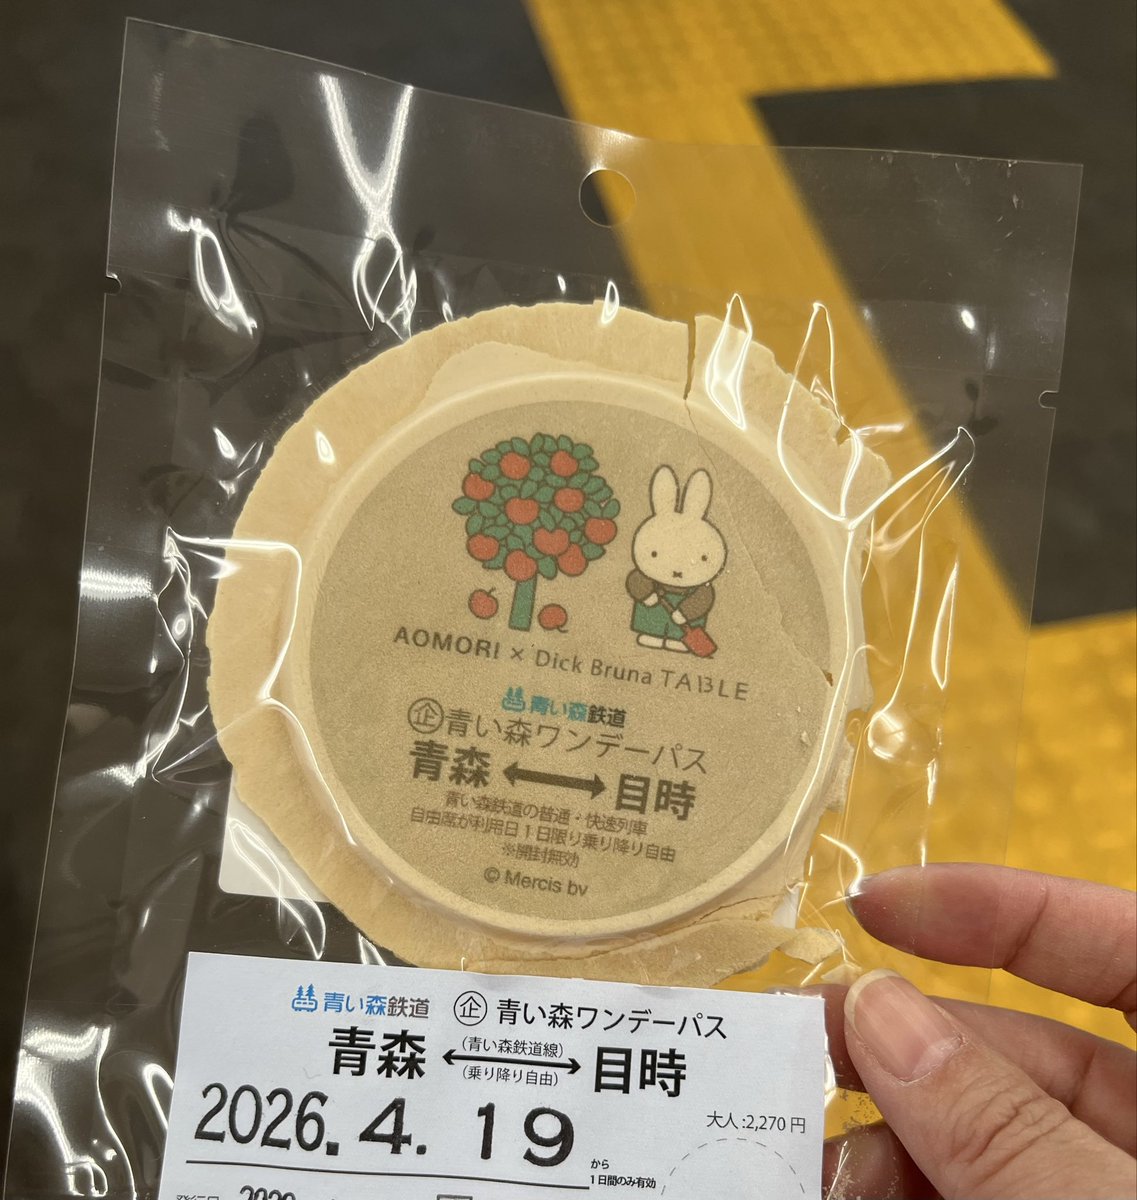 AOMORI × Dick Bruna TABLE
青い森鉄道
企 青い森ワンデーパス
青森 ⟷ 目時
青い森鉄道の普通・快速列車
自由席が利用日1日限り乗り降り自由
※開封無効
© Mercis bv
青い森鉄道 企 青い森ワンデーパス
青森 (青い森鉄道線) ⟷ (乗り降り自由) 目時
大人:2,270円
2026.4.19
から
1日間のみ有効